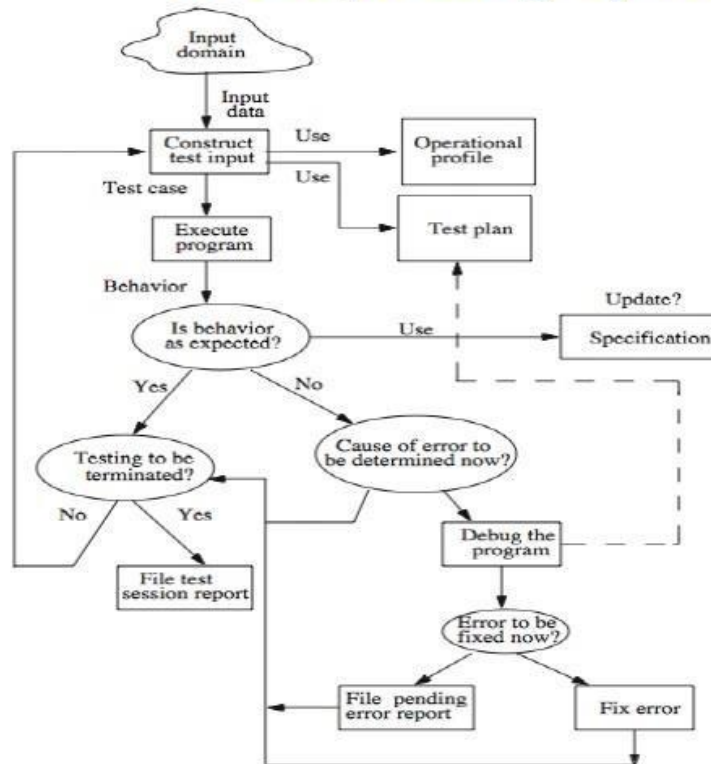 Input
domain
Input
data
Construct
test input
Use
Operational
profile
Use
Test case
Test plan
Execute
program
Behavior
Update?
Is behavior
as expected?
Use
Specification
Yes
No
Testing to be
terminated?
Cause of error to
be determined now?
No
Yes
Debug the
program
File test
session report
Error to be
fixed now?
File pending
error report
Fix error